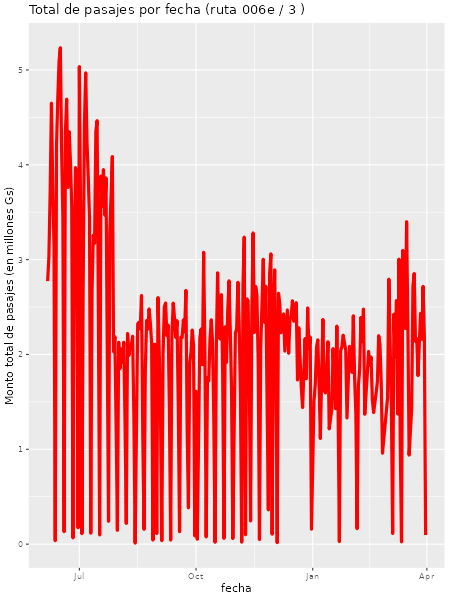 Total de pasajes por fecha (ruta 006e / 3 )
Monto total de pasajes (en millones Gs)
5
4
3
2
1
0
Jul
Oct
Jan
Apr
fecha